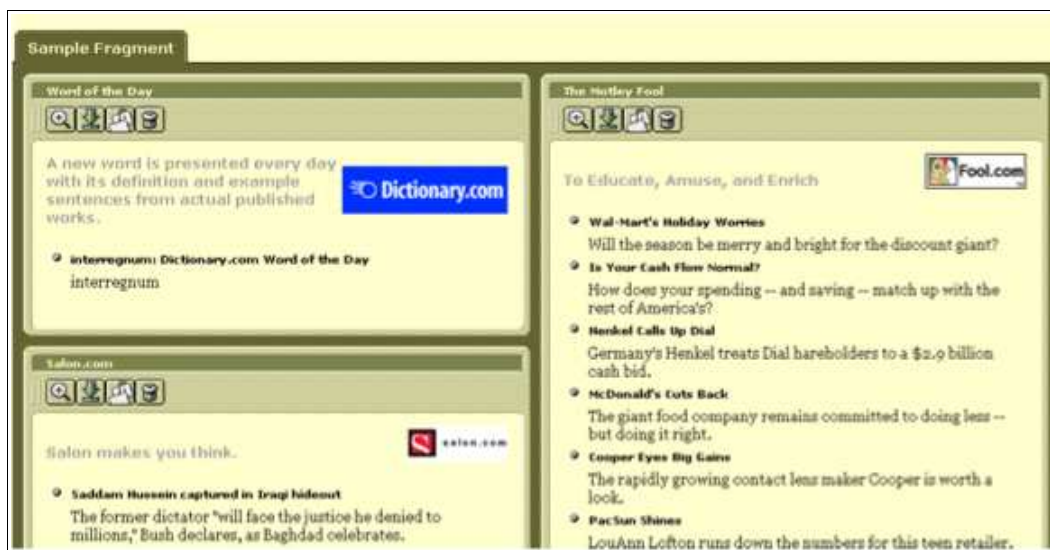 Sample Fragment
Word of the Day
A new word is presented every day
with its definition and example
sentences from actual published
works.
Dictionary.com
interregnum: Dictionary.com Word of the Day
interregnum
Salon.com
Salon makes you think.
salon.com
Saddam Hussein captured in Iraqi hideout
The former dictator "will face the justice he denied to
millions," Bush declares, as Baghdad celebrates.
The Motley Fool
To Educate, Amuse, and Enrich
Fool.com
Wal-Mart's Holiday Worries
Will the season be merry and bright for the discount giant?
Is Your Cash Flow Normal?
How does your spending -- and saving -- match up with the
rest of America's?
Henkel Calls Up Dial
Germany's Henkel treats Dial hareholders to a $2.9 billion
cash bid.
McDonald's Cuts Back
The giant food company remains committed to doing less --
but doing it right.
Cooper Eyes Big Gains
The rapidly growing contact lens maker Cooper is worth a
look.
PacSun Shines
LouAnn Lofton runs down the numbers for this teen retailer.